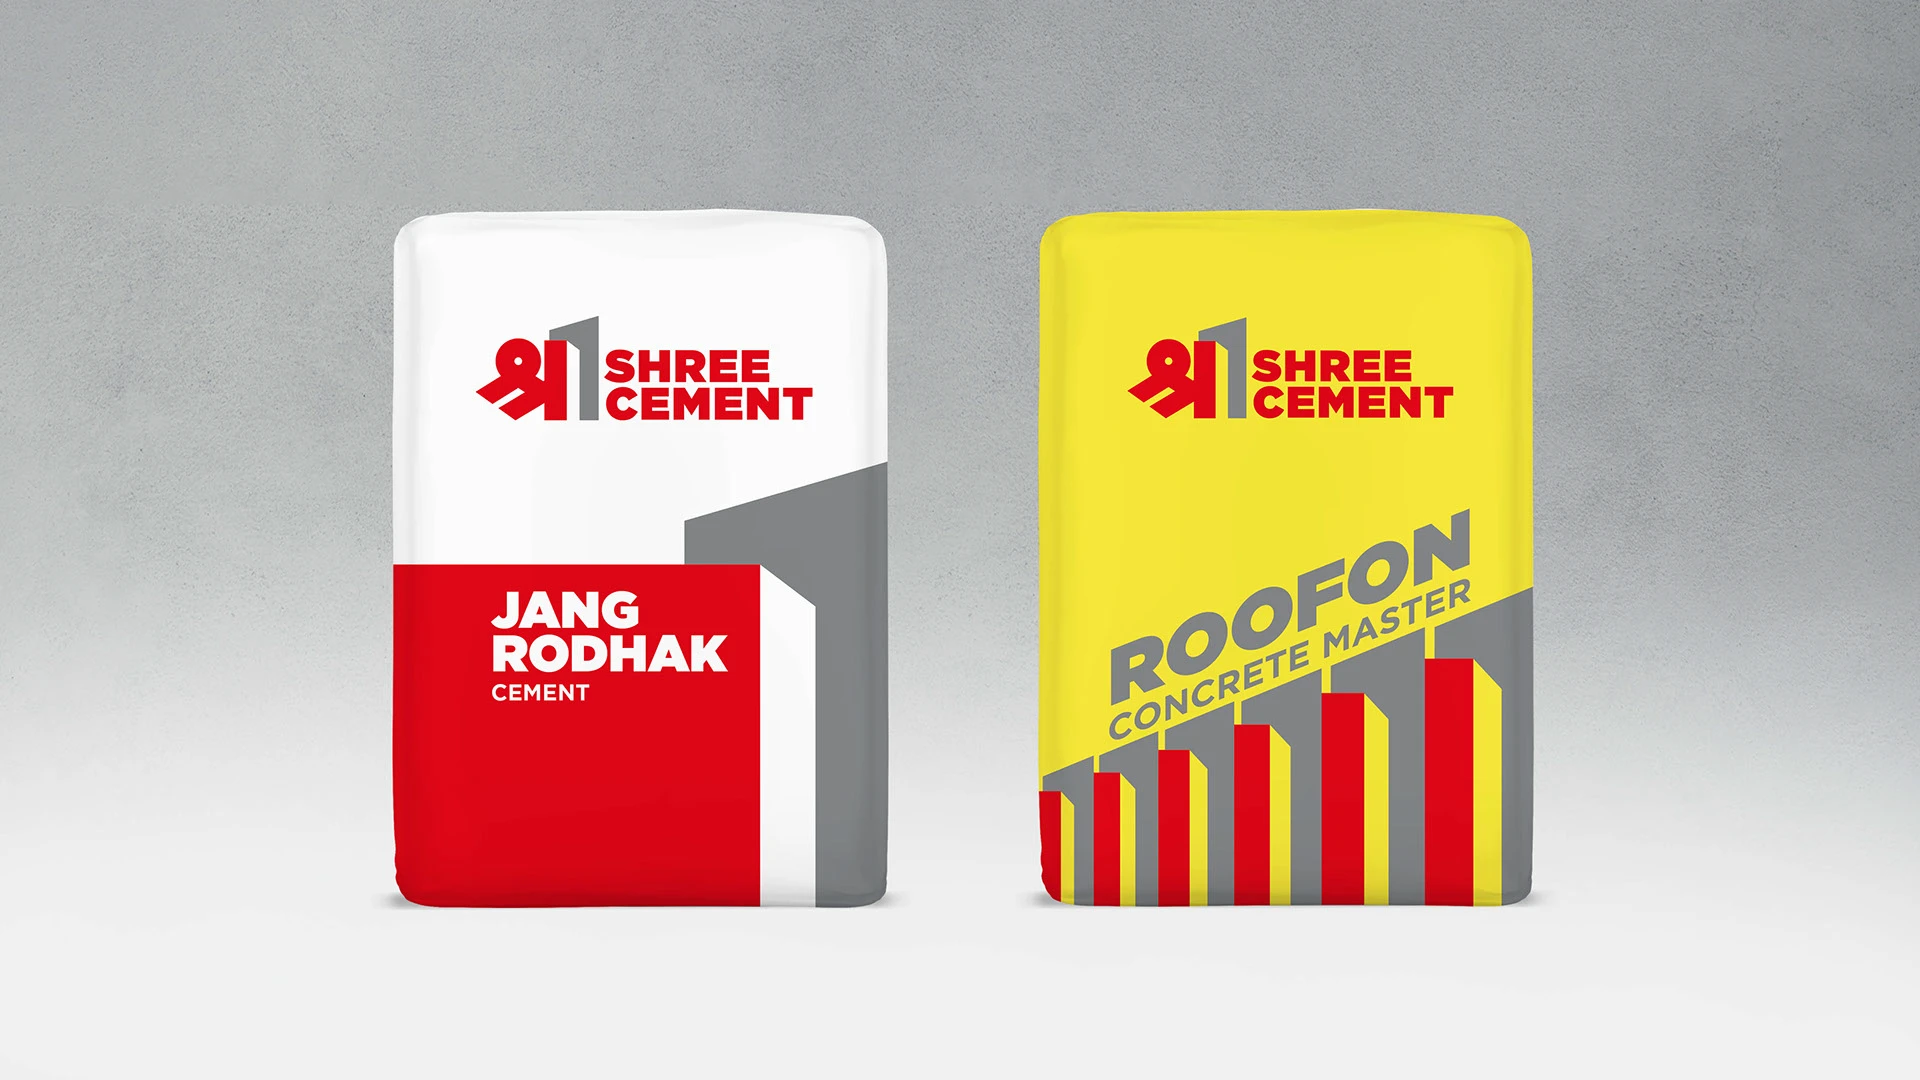 श्री
SHREE
CEMENT
JANG
RODHAK
CEMENT
श्री
SHREE
CEMENT
ROOFON
CONCRETE MASTER